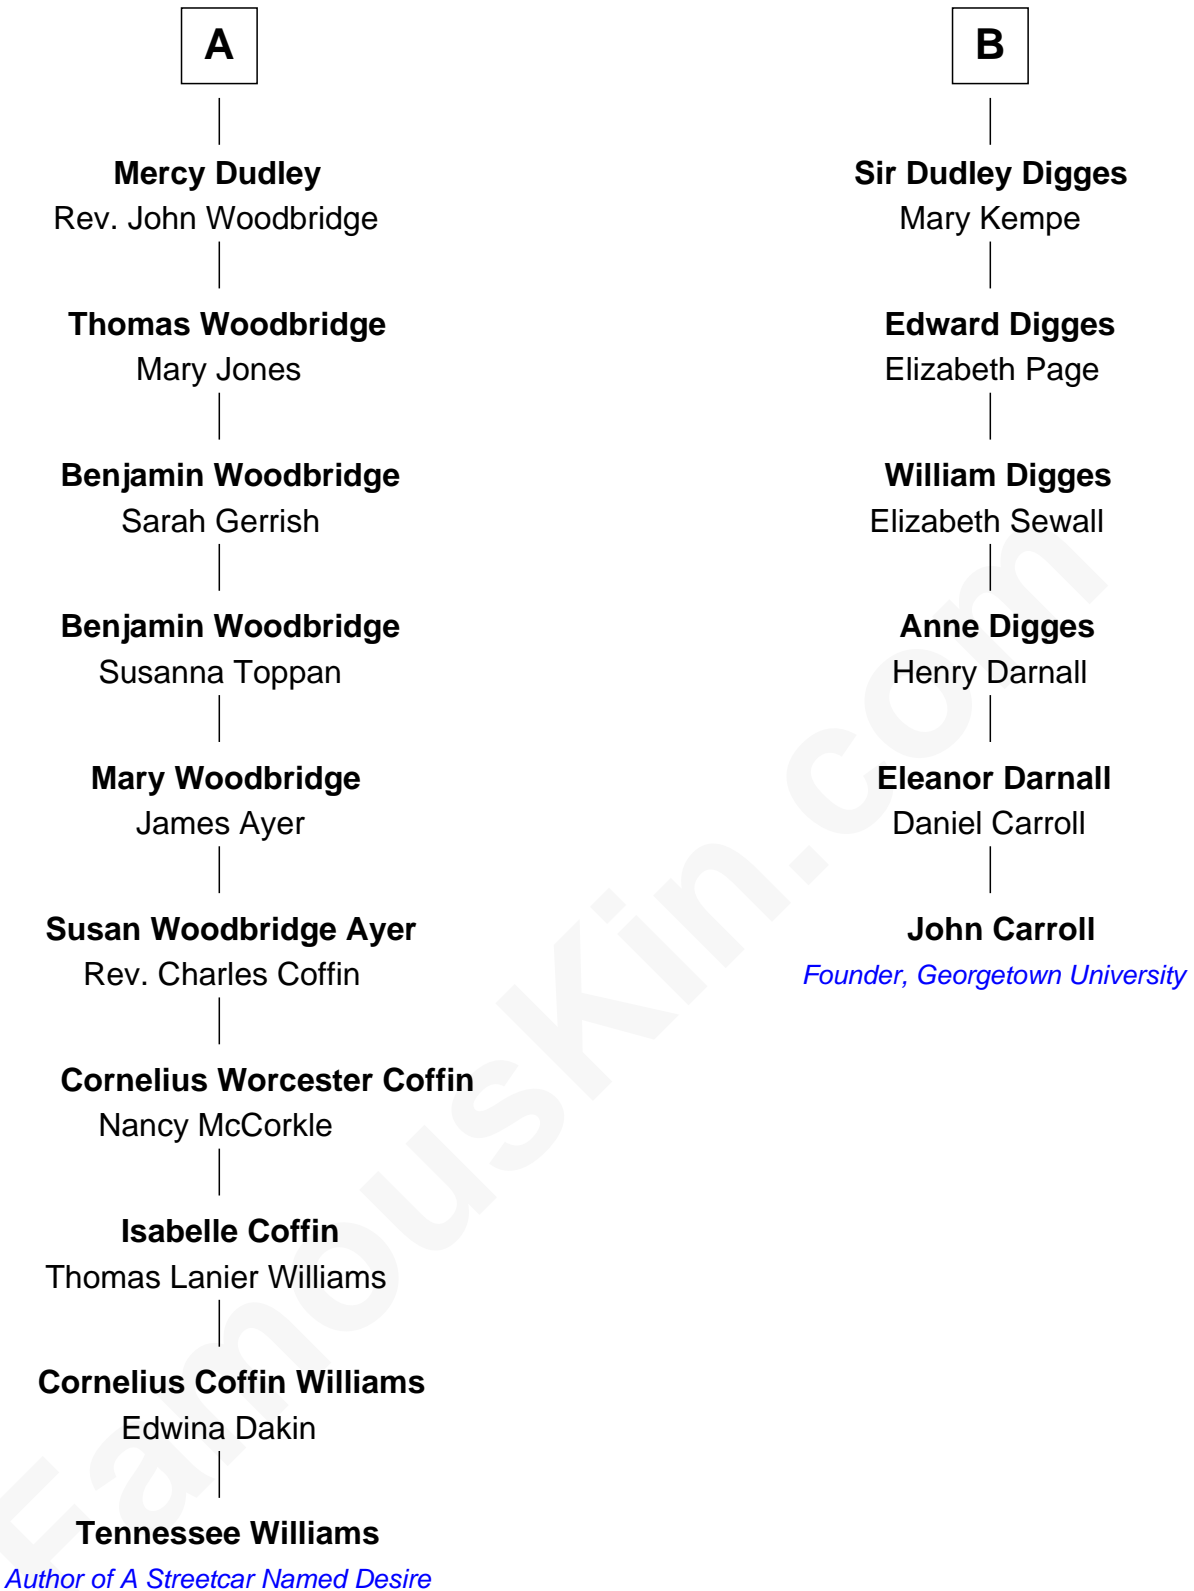 A
Mercy Dudley
Rev. John Woodbridge
Thomas Woodbridge
Mary Jones
Benjamin Woodbridge
Sarah Gerrish
Benjamin Woodbridge
Susanna Toppan
Mary Woodbridge
James Ayer
Susan Woodbridge Ayer
Rev. Charles Coffin
Cornelius Worcester Coffin
Nancy McCorkle
Isabelle Coffin
Thomas Lanier Williams
Cornelius Coffin Williams
Edwina Dakin
Tennessee Williams
Author of A Streetcar Named Desire
B
Sir Dudley Digges
Mary Kempe
Edward Digges
Elizabeth Page
William Digges
Elizabeth Sewall
Anne Digges
Henry Darnall
Eleanor Darnall
Daniel Carroll
John Carroll
Founder, Georgetown University
FamousKin.com